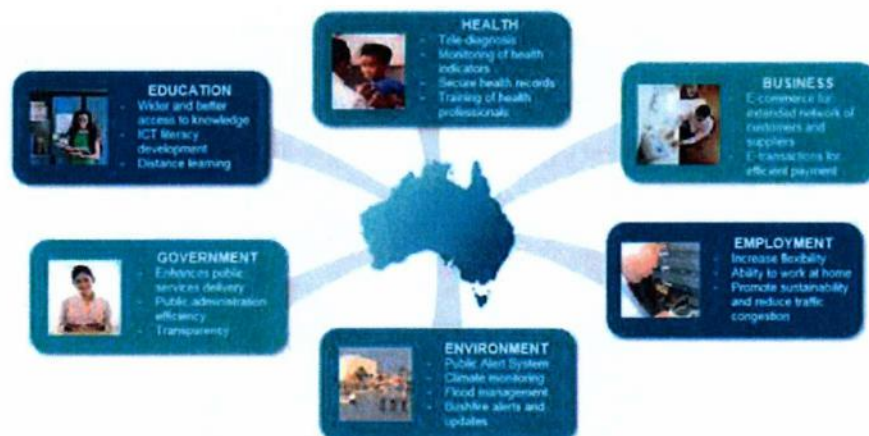 HEALTH
- Tele-diagnosis
- Monitoring of health
indicators
- Secure health records
- Training of health
professionals
EDUCATION
- Wider and better
access to knowledge
- ICT literacy
development
- Distance learning
BUSINESS
- E-commerce for
extended network of
customers and
suppliers
- E-transactions for
efficient payment
GOVERNMENT
- Enhances public
services delivery
- Public administration
efficiency
- Transparency
EMPLOYMENT
- Increase flexibility
- Ability to work at home
- Promote sustainability
and reduce traffic
congestion
ENVIRONMENT
- Public Alert System
- Climate monitoring
- Flood management
- Bushfire alerts and
updates